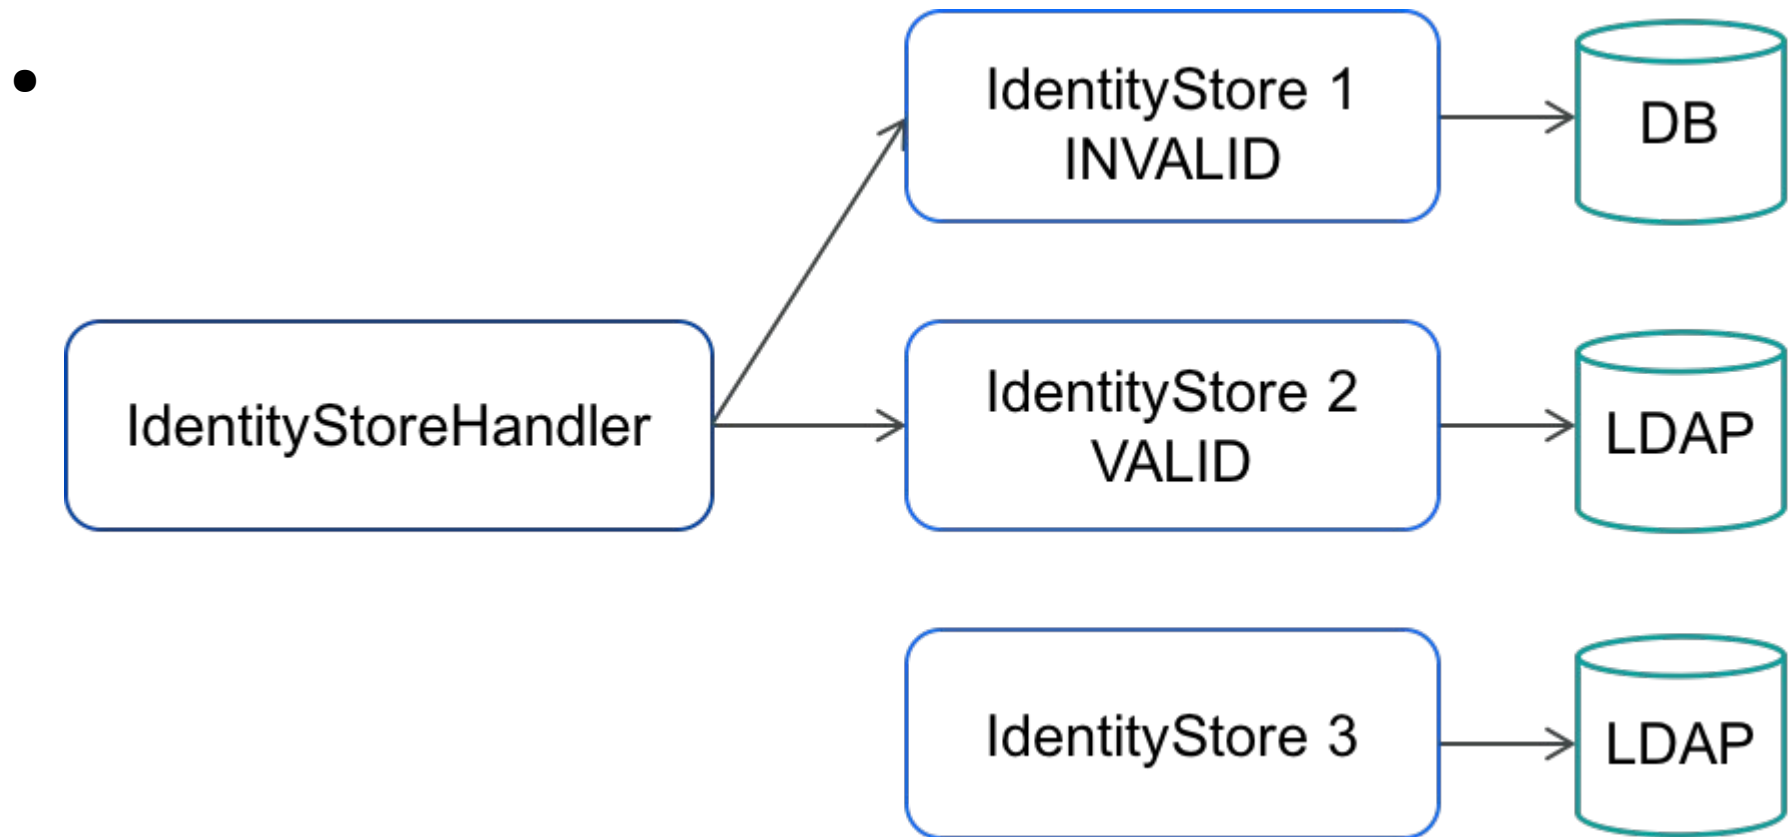 •
IdentityStore 1
INVALID
DB
IdentityStoreHandler
IdentityStore 2
VALID
LDAP
IdentityStore 3
LDAP